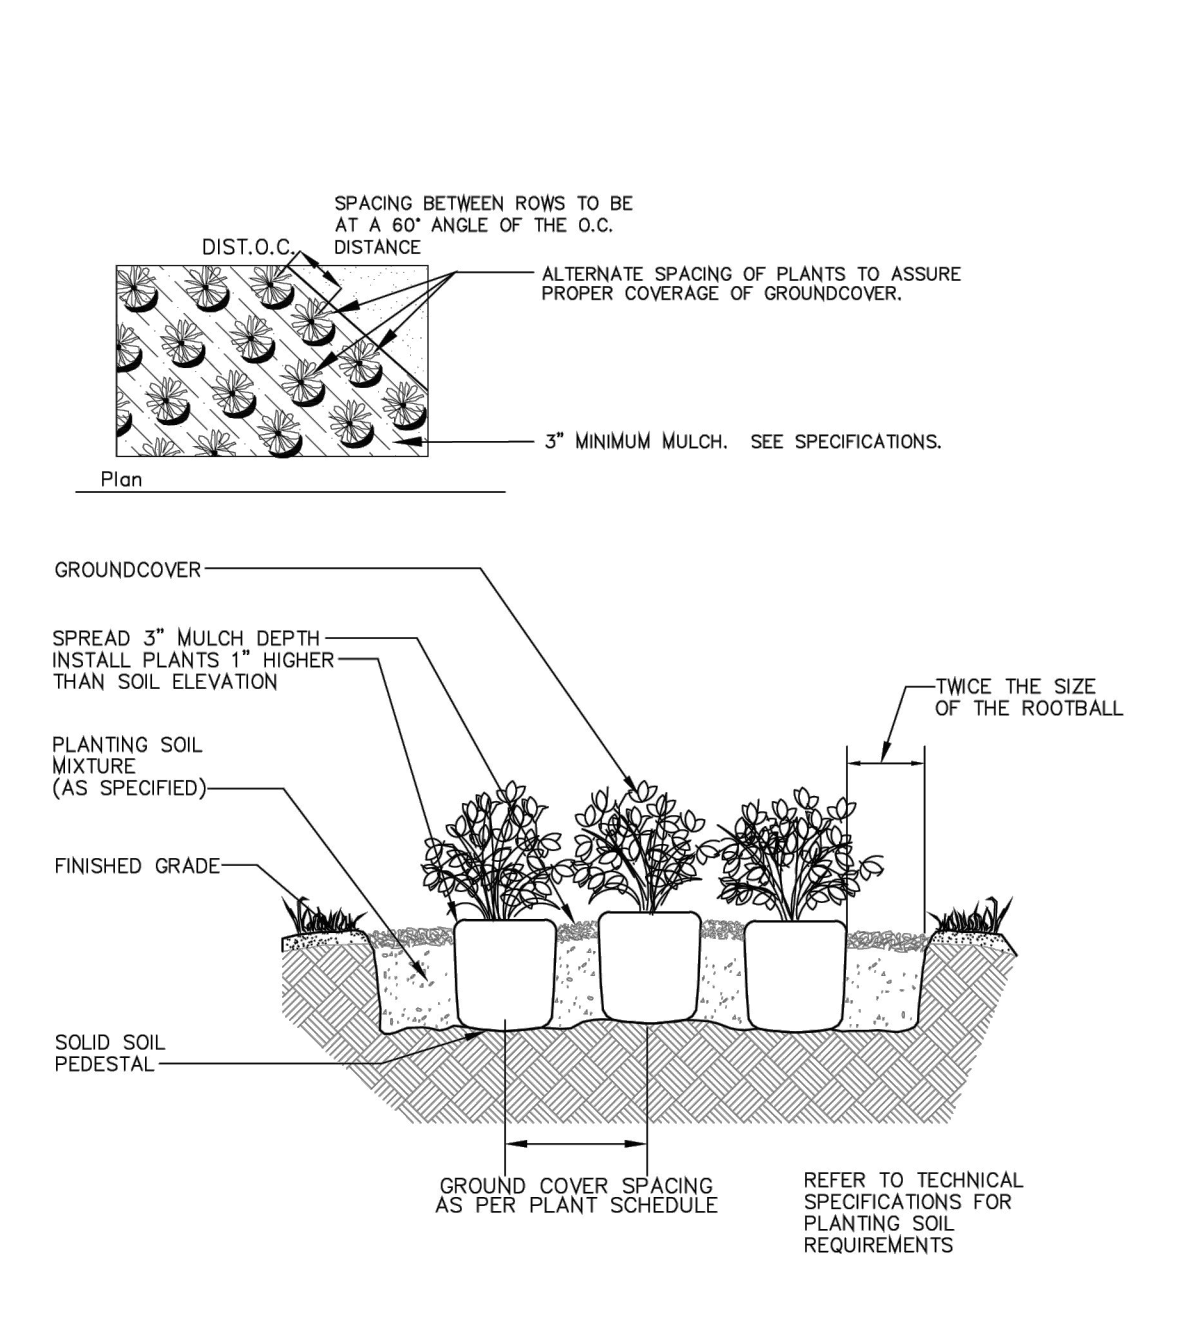 SPACING BETWEEN ROWS TO BE
AT A 60° ANGLE OF THE O.C.
DISTANCE
DIST.O.C.
ALTERNATE SPACING OF PLANTS TO ASSURE
PROPER COVERAGE OF GROUNDCOVER.
3" MINIMUM MULCH. SEE SPECIFICATIONS.
Plan
GROUNDCOVER
SPREAD 3" MULCH DEPTH
INSTALL PLANTS 1" HIGHER
THAN SOIL ELEVATION
TWICE THE SIZE
OF THE ROOTBALL
PLANTING SOIL
MIXTURE
(AS SPECIFIED)
FINISHED GRADE
SOLID SOIL
PEDESTAL
GROUND COVER SPACING
AS PER PLANT SCHEDULE
REFER TO TECHNICAL
SPECIFICATIONS FOR
PLANTING SOIL
REQUIREMENTS